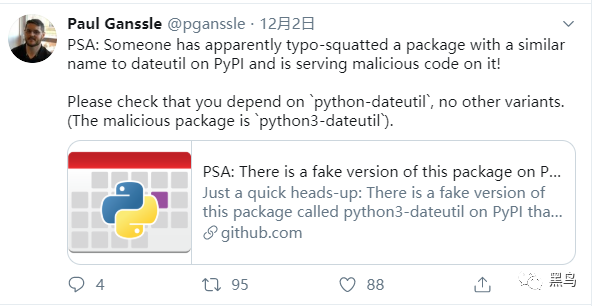 Paul Ganssle @pganssle · 12月2日
PSA: Someone has apparently typo-squatted a package with a similar
name to dateutil on PyPI and is serving malicious code on it!
Please check that you depend on `python-dateutil`, no other variants.
(The malicious package is `python3-dateutil`).
PSA: There is a fake version of this package on P...
Just a quick heads-up: There is a fake version of
this package called python3-dateutil on PyPI tha...
github.com
4 95 88
黑鸟